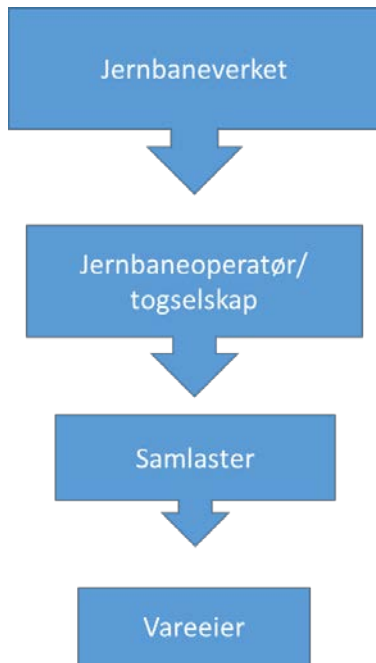 Jernbaneverket
Jernbaneoperatør/
togselskap
Samlaster
Vareeier